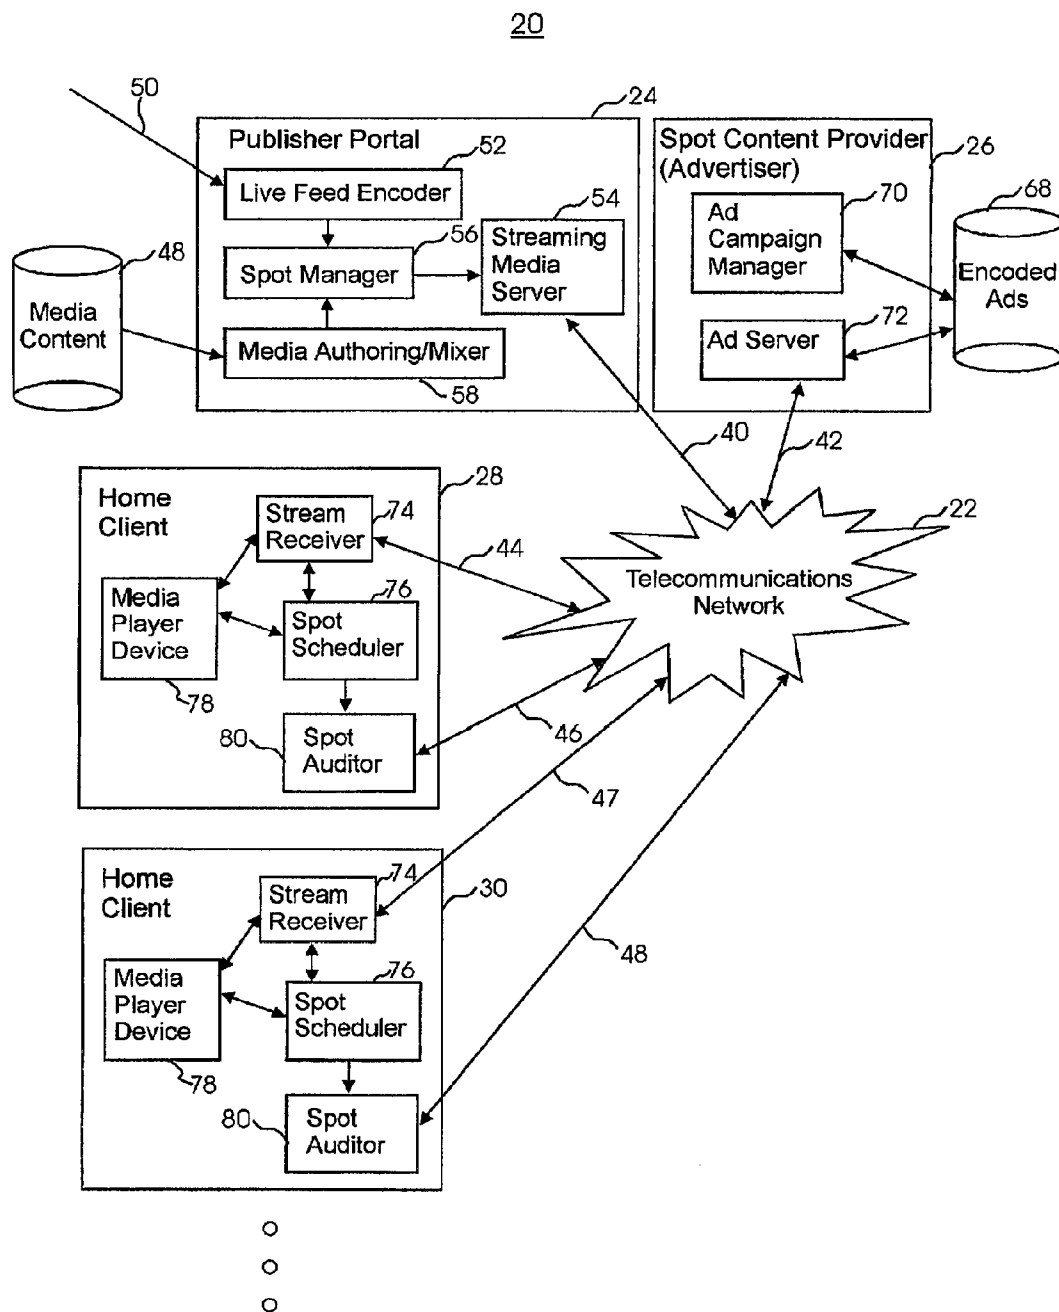 20
50
24
Publisher Portal
52
Live Feed Encoder
54
56
Streaming
Media
Server
Spot Manager
48
Media
Content
Media Authoring/Mixer
58
Spot Content Provider
(Advertiser)
26
70
Ad
Campaign
Manager
68
Encoded
Ads
72
Ad Server
40
42
28
Home
Client
74
Stream
Receiver
44
22
Telecommunications
Network
76
Media
Player
Device
Spot
Scheduler
78
80
Spot
Auditor
46
47
Home
Client
74
30
Stream
Receiver
48
76
Media
Player
Device
Spot
Scheduler
78
80
Spot
Auditor